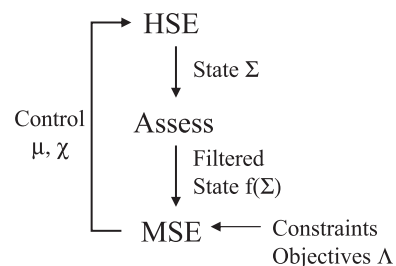 HSE
State Σ
Assess
Control
μ, χ
Filtered
State f(Σ)
MSE
Constraints
Objectives Λ